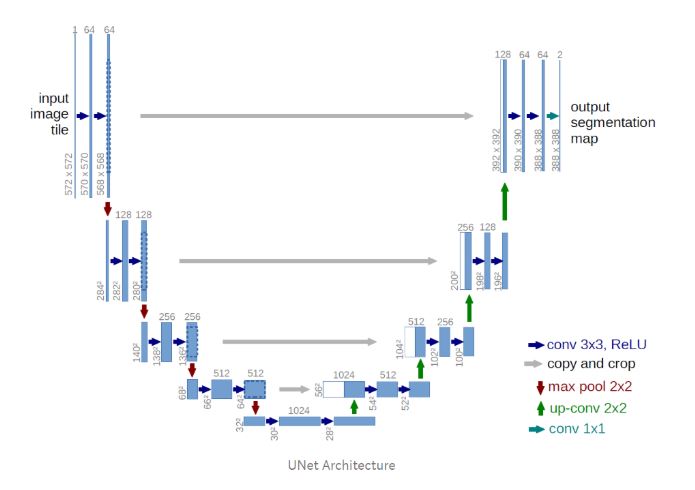 1 64 64
128 64 64 2
input
image
tile
output
segmentation
map
572 x 572
570 x 570
568 x 568
392 x 392
390 x 390
388 x 388
388 x 388
128 128
256 128
284²
282²
280²
200²
198²
196²
256 256
512 256
140²
138²
136²
104²
102²
100²
512 512
1024 512
68²
66²
64²
56²
54²
52²
1024
32²
30²
28²
conv 3x3, ReLU
copy and crop
max pool 2x2
up-conv 2x2
conv 1x1
UNet Architecture